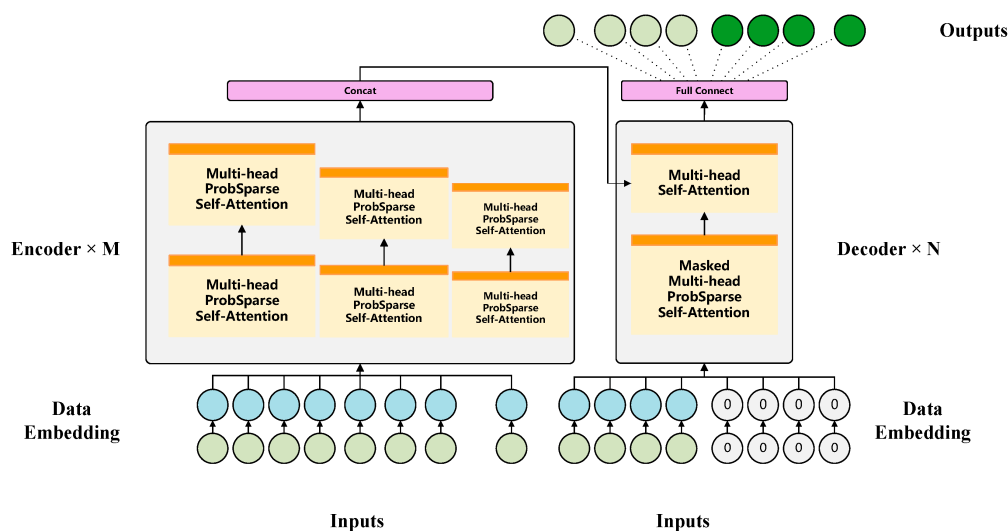 Outputs
Concat
Full Connect
Multi-head
ProbSparse
Self-Attention
Multi-head
ProbSparse
Self-Attention
Multi-head
ProbSparse
Self-Attention
Multi-head
Self-Attention
Encoder × M
Decoder × N
Multi-head
ProbSparse
Self-Attention
Multi-head
ProbSparse
Self-Attention
Multi-head
ProbSparse
Self-Attention
Masked
Multi-head
ProbSparse
Self-Attention
Data
Embedding
0 0 0 0
0 0 0 0
Data
Embedding
Inputs
Inputs